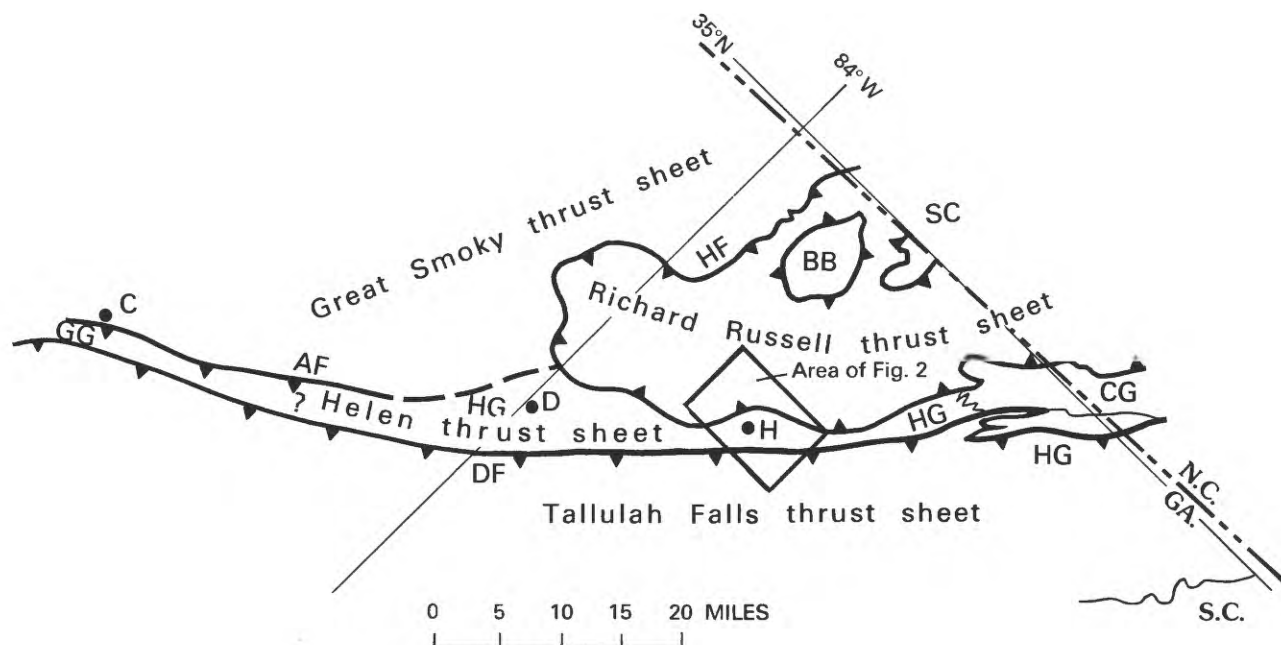 35°N
84°W
Great Smoky thrust sheet
SC
HF
BB
Richard Russell thrust sheet
C
GG
AF
Area of Fig. 2
CG
HG
D
? Helen thrust sheet
H
HG
HG
DF
N.C.
GA.
Tallulah Falls thrust sheet
S.C.
0 5 10 15 20 MILES